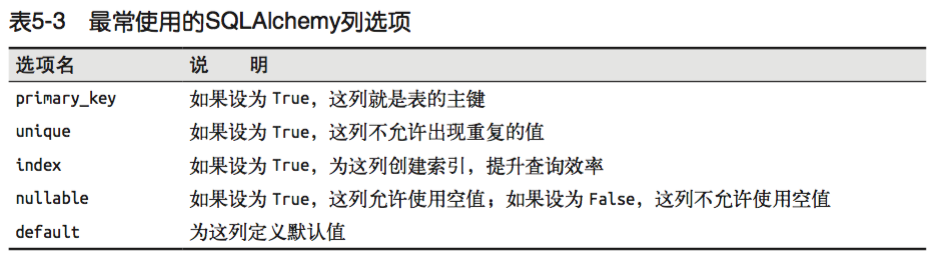 表5-3 最常使用的SQLAlchemy列选项
选项名 说 明
primary_key 如果设为 True，这列就是表的主键
unique 如果设为 True，这列不允许出现重复的值
index 如果设为 True，为这列创建索引，提升查询效率
nullable 如果设为 True，这列允许使用空值；如果设为 False，这列不允许使用空值
default 为这列定义默认值